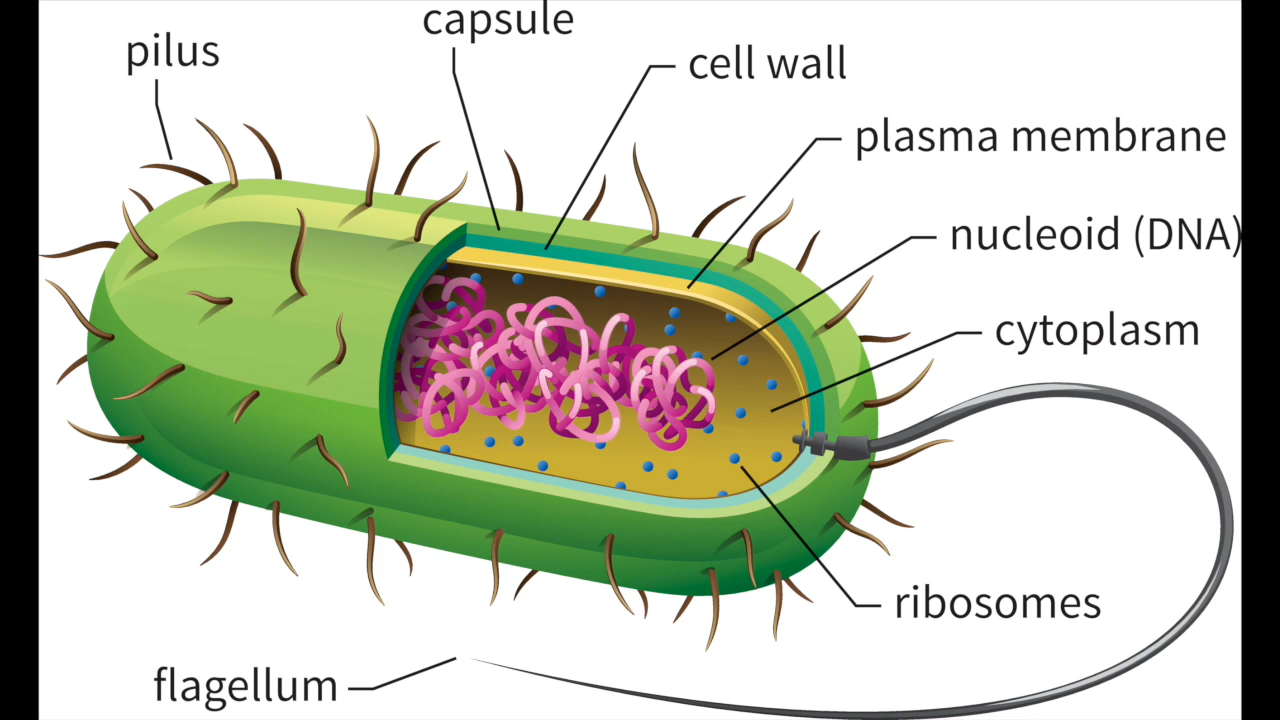 capsule
pilus
cell wall
plasma membrane
nucleoid (DNA)
cytoplasm
ribosomes
flagellum